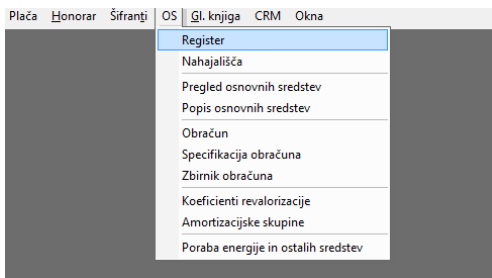 Plača Honorar Šifranti OS Gl. knjiga CRM Okna
Register
Nahajališča
Pregled osnovnih sredstev
Popis osnovnih sredstev
Obračun
Specifikacija obračuna
Zbirnik obračuna
Koeficienti revalorizacije
Amortizacijske skupine
Poraba energije in ostalih sredstev